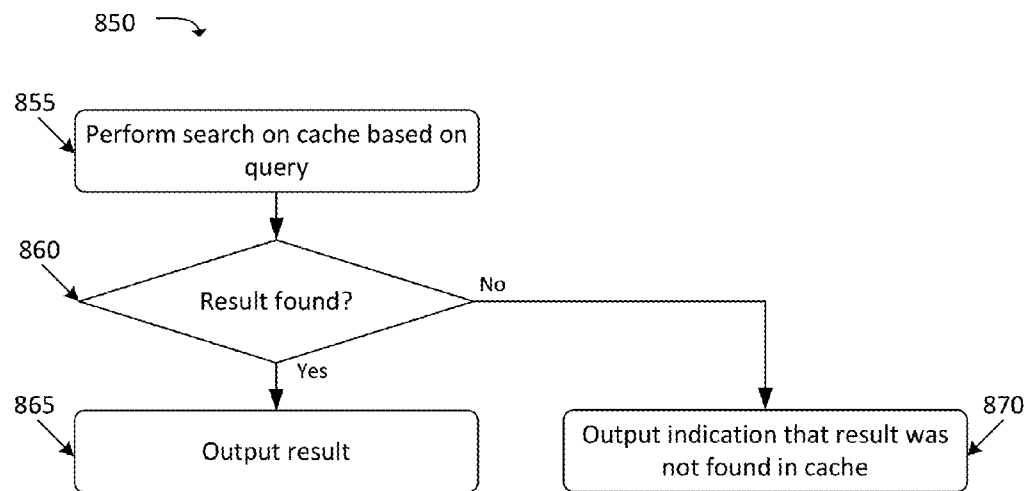 850
855
Perform search on cache based on
query
860
Result found?
No
Yes
865
Output result
Output indication that result was
not found in cache
870